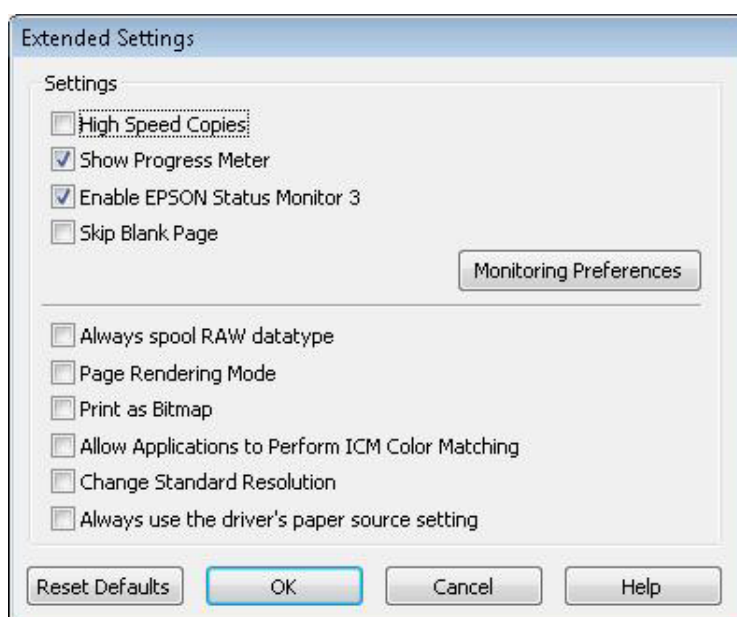 Extended Settings
Settings
High Speed Copies
Show Progress Meter
Enable EPSON Status Monitor 3
Skip Blank Page
Monitoring Preferences
Always spool RAW datatype
Page Rendering Mode
Print as Bitmap
Allow Applications to Perform ICM Color Matching
Change Standard Resolution
Always use the driver's paper source setting
Reset Defaults OK Cancel Help